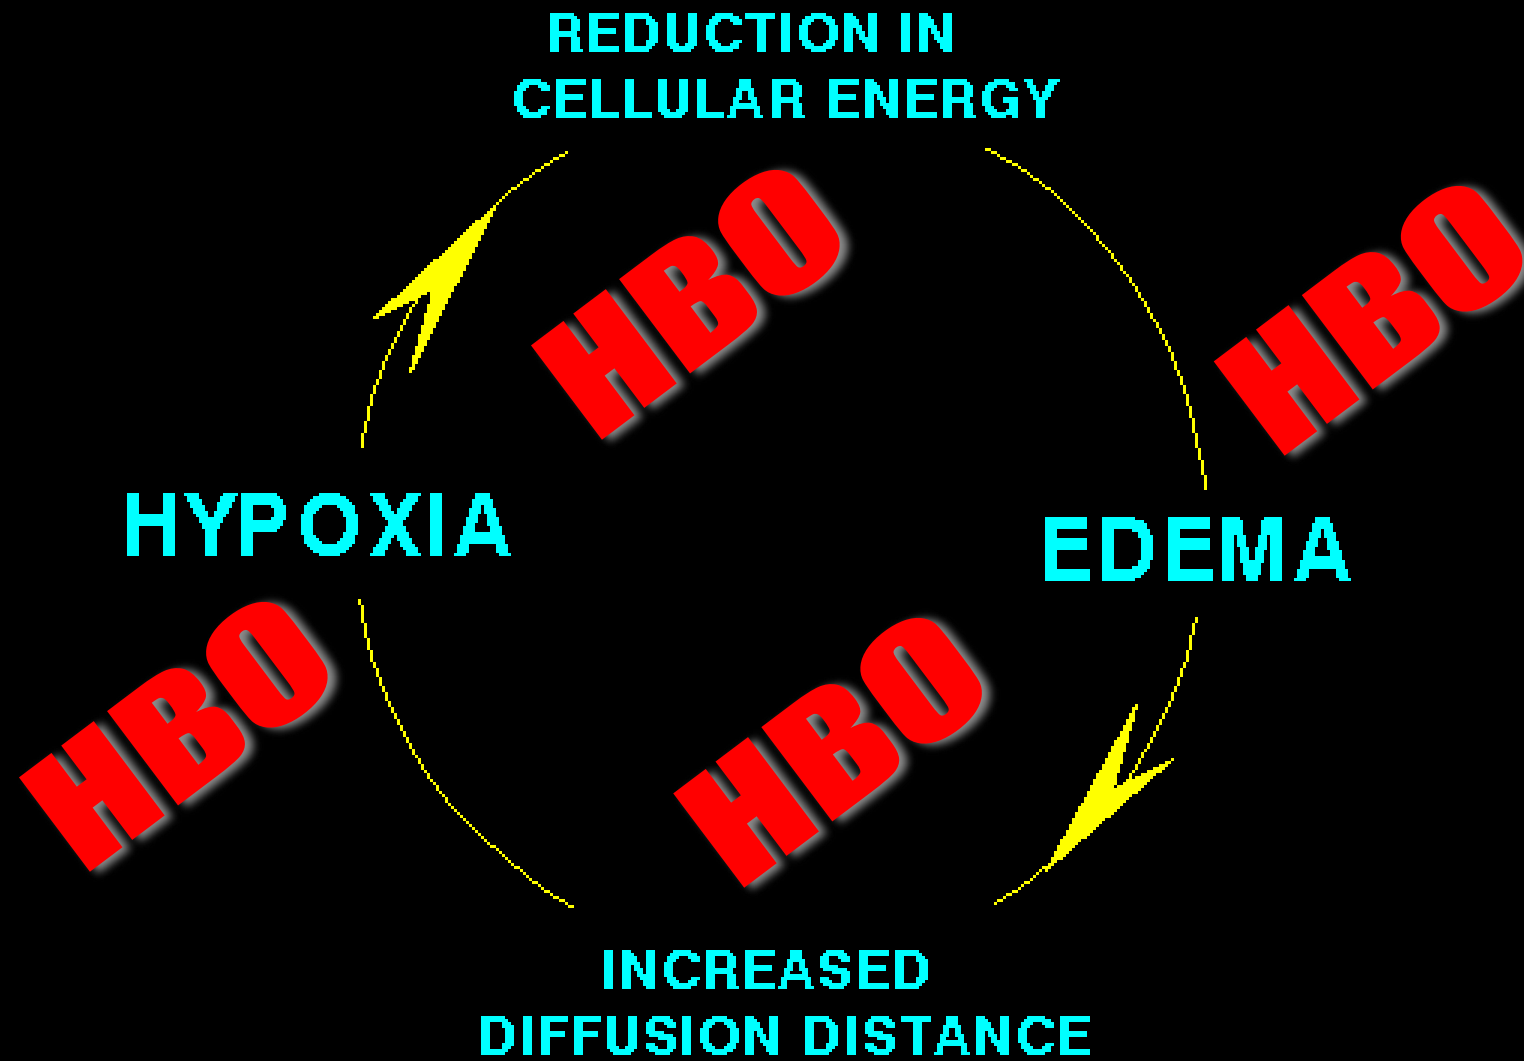 REDUCTION IN
CELLULAR ENERGY
HBO
HBO
HYPOXIA
EDEMA
HBO
HBO
INCREASED
DIFFUSION DISTANCE